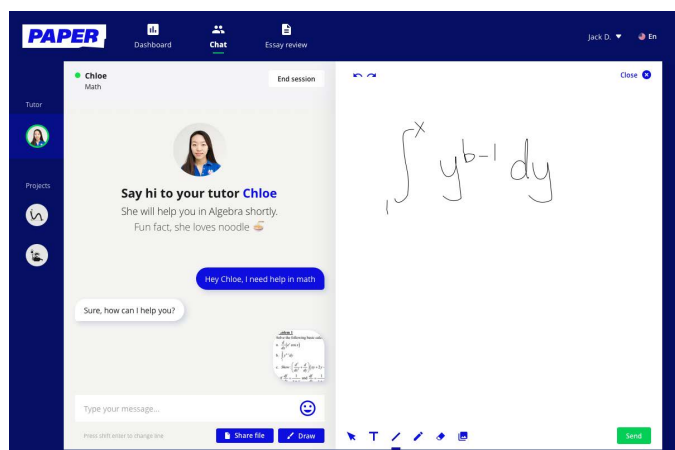 PAPER
Dashboard
Chat
Essay review
Jack D.
En
Tutor
Projects
Chloe
Math
End session
Say hi to your tutor Chloe
She will help you in Algebra shortly.
Fun fact, she loves noodle 🍜
Hey Chloe, I need help in math
Sure, how can I help you?
Solve the following
Type your message...
Press shift enter to change line
Share file
Draw
Close
∫₁ˣ y^(b-1) dy
T
Send